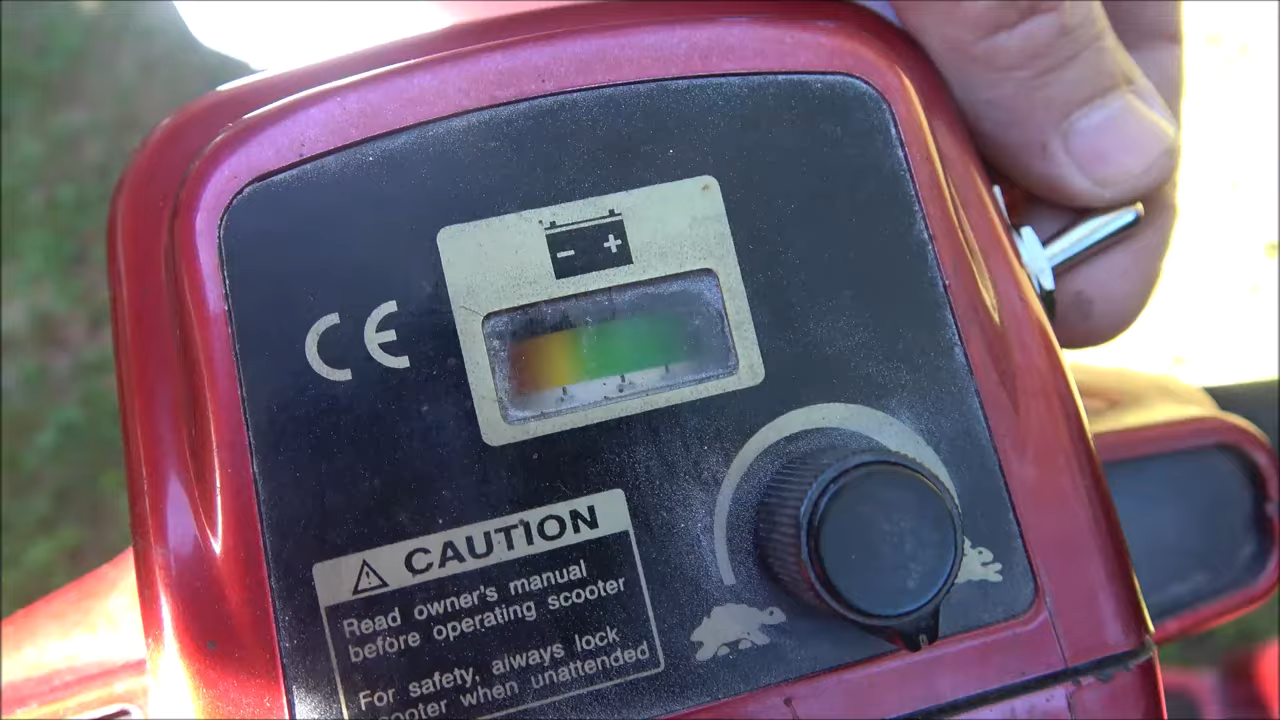 CE
- +
CAUTION
Read owner's manual
before operating scooter
For safety, always lock
scooter when unattended